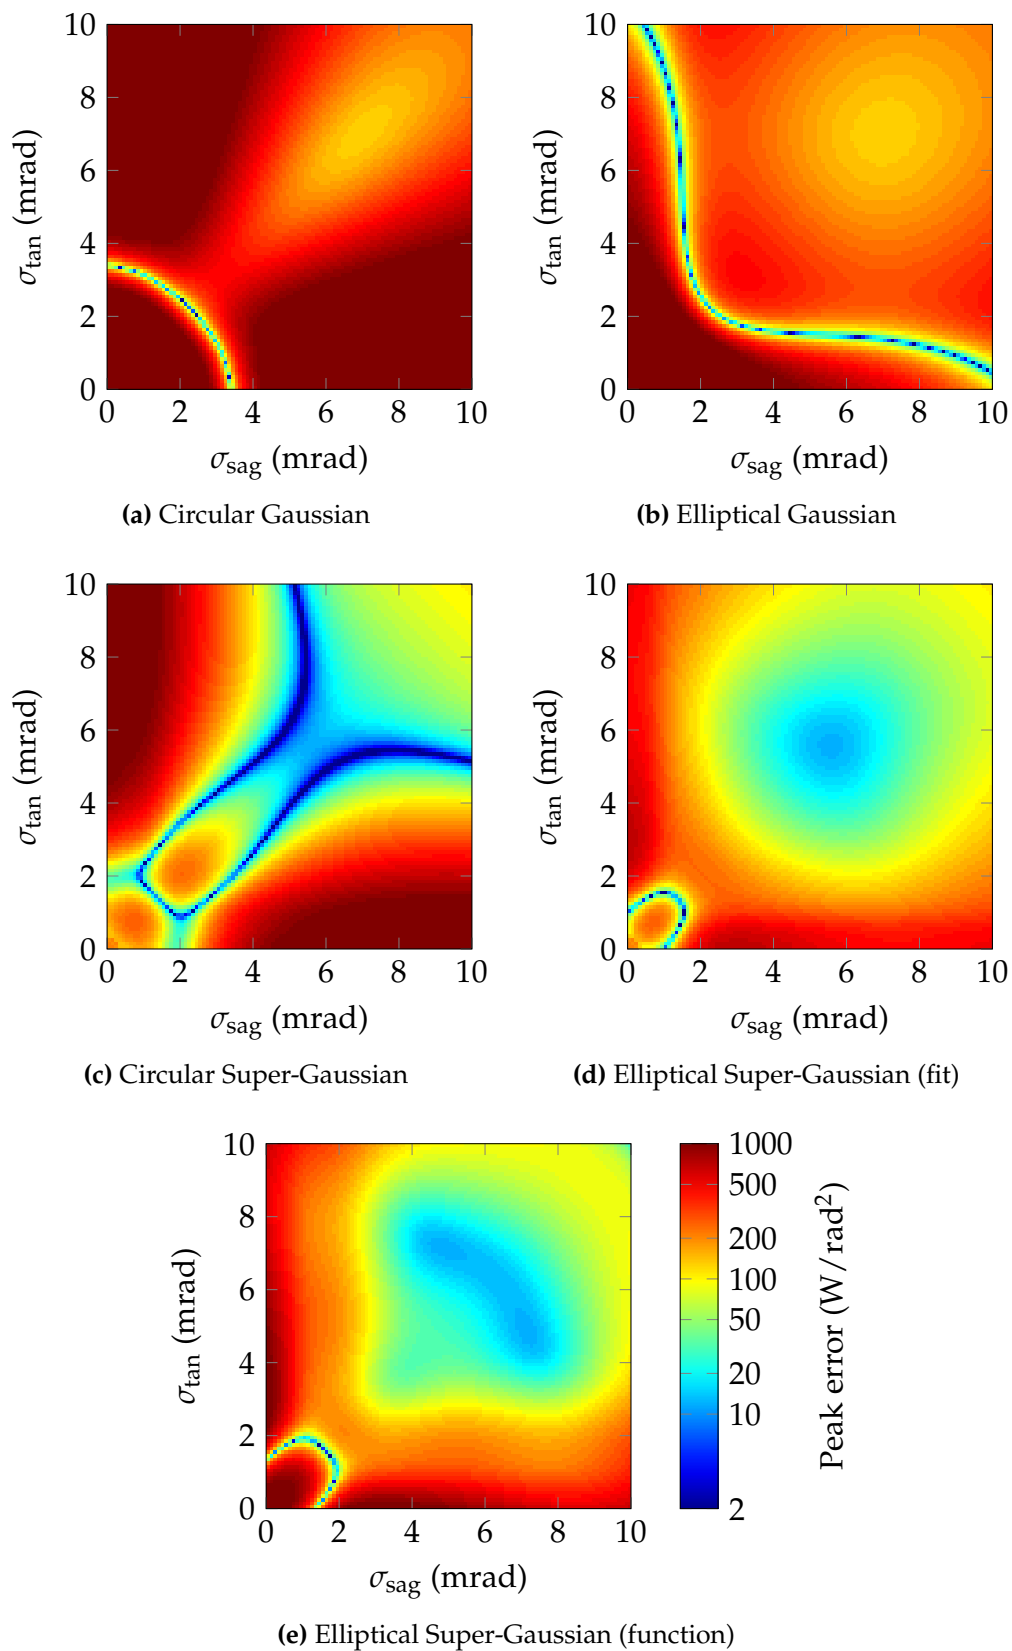 10
8
6
4
2
0
0 2 4 6 8 10
σtan (mrad)
σsag (mrad)
(a) Circular Gaussian
10
8
6
4
2
0
0 2 4 6 8 10
σtan (mrad)
σsag (mrad)
(b) Elliptical Gaussian
10
8
6
4
2
0
0 2 4 6 8 10
σtan (mrad)
σsag (mrad)
(c) Circular Super-Gaussian
10
8
6
4
2
0
0 2 4 6 8 10
σtan (mrad)
σsag (mrad)
(d) Elliptical Super-Gaussian (fit)
10
8
6
4
2
0
0 2 4 6 8 10
σtan (mrad)
σsag (mrad)
1000
500
200
100
50
20
10
2
Peak error (W/rad²)
(e) Elliptical Super-Gaussian (function)